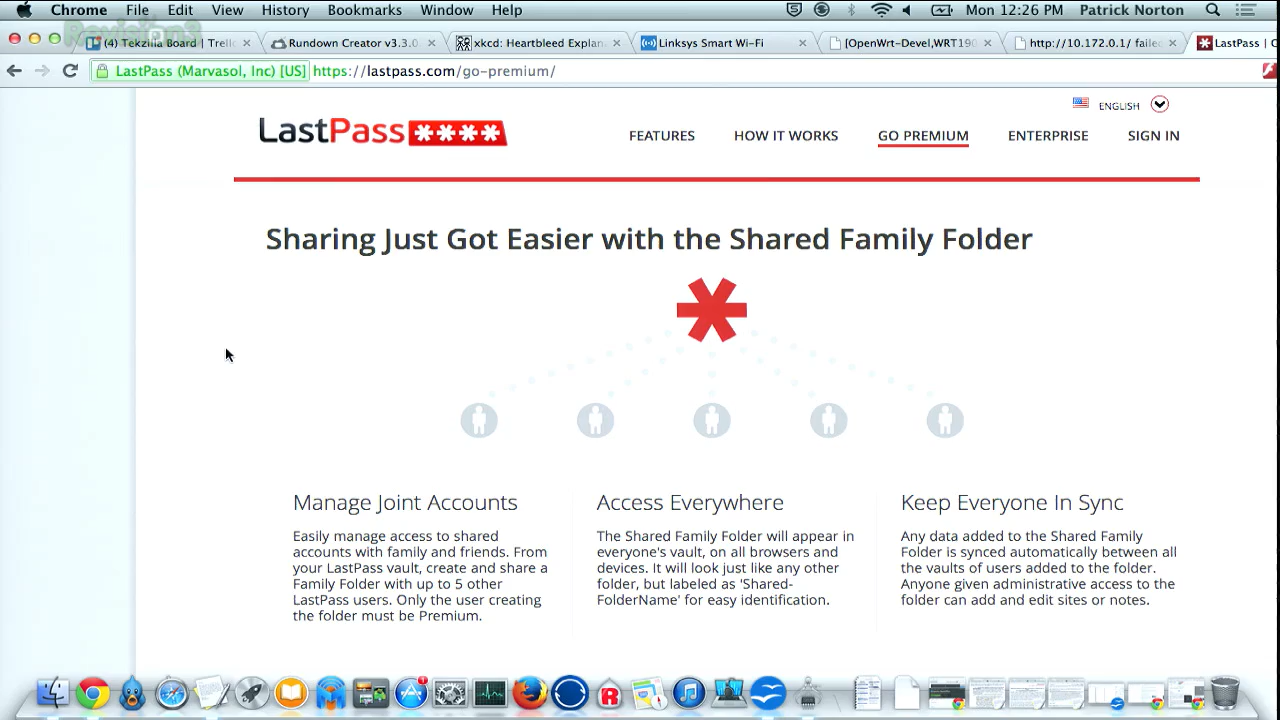 Chrome File Edit View History Bookmarks Window Help Mon 12:26 PM Patrick Norton
Revision3
(4) Tekzilla Board | Trell
Rundown Creator v3.3.0
xkcd: Heartbleed Explan
Linksys Smart Wi-Fi
[OpenWrt-Devel,WRT190
http://10.172.0.1/ failed
LastPass |
LastPass (Marvasol, Inc) [US] https://lastpass.com/go-premium/
ENGLISH
LastPass ****
FEATURES HOW IT WORKS GO PREMIUM ENTERPRISE SIGN IN
Sharing Just Got Easier with the Shared Family Folder
Manage Joint Accounts
Easily manage access to shared
accounts with family and friends. From
your LastPass vault, create and share a
Family Folder with up to 5 other
LastPass users. Only the user creating
the folder must be Premium.
Access Everywhere
The Shared Family Folder will appear in
everyone's vault, on all browsers and
devices. It will look just like any other
folder, but labeled as 'Shared-
FolderName' for easy identification.
Keep Everyone In Sync
Any data added to the Shared Family
Folder is synced automatically between all
the vaults of users added to the folder.
Anyone given administrative access to the
folder can add and edit sites or notes.